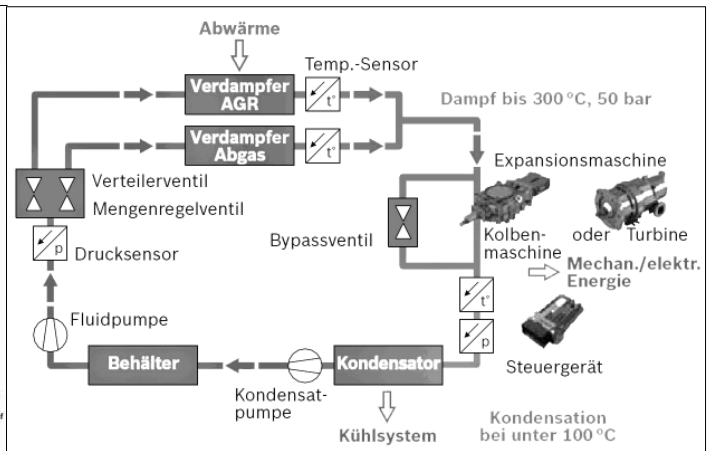 Abwärme
Verdampfer
AGR
t°
Temp.-Sensor
Dampf bis 300 °C, 50 bar
Verdampfer
Abgas
t°
Verteilerventil
Mengenregelventil
p
Drucksensor
Bypassventil
Expansionsmaschine
Kolben-
maschine
oder Turbine
Mechan./elektr.
Energie
t°
p
Steuergerät
Fluidpumpe
Behälter
Kondensat-
pumpe
Kondensator
Kühlsystem
Kondensation
bei unter 100 °C
f